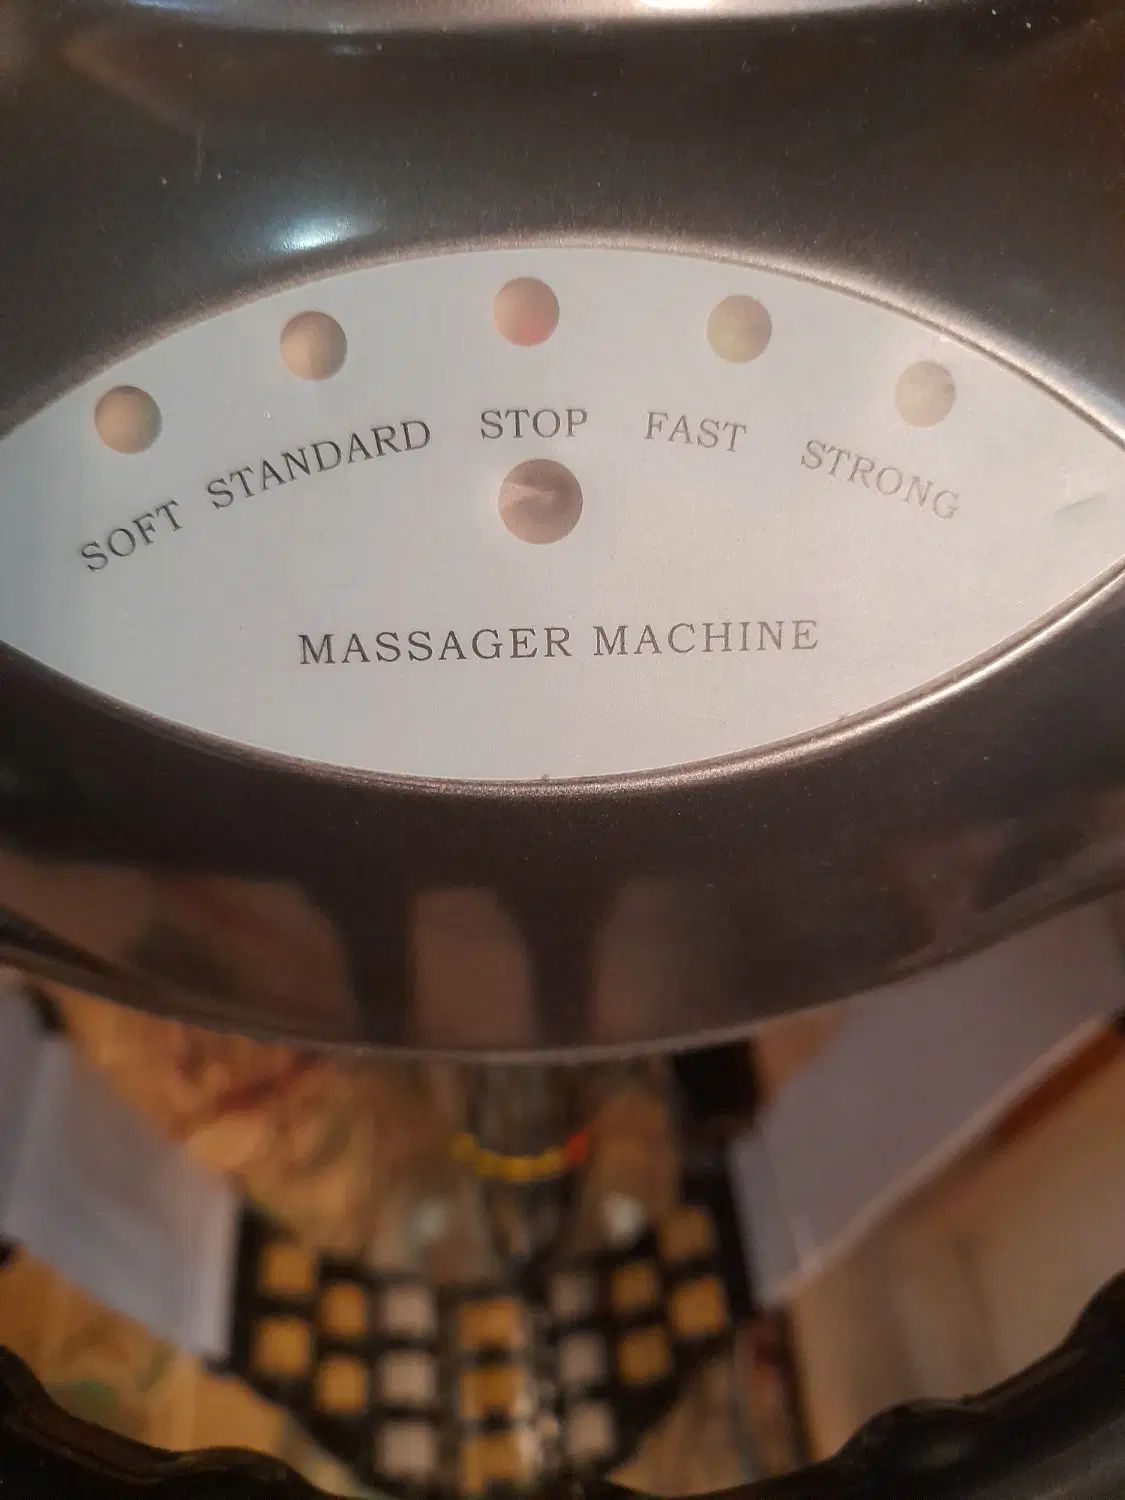 SOFT STANDARD STOP FAST STRONG
MASSAGER MACHINE